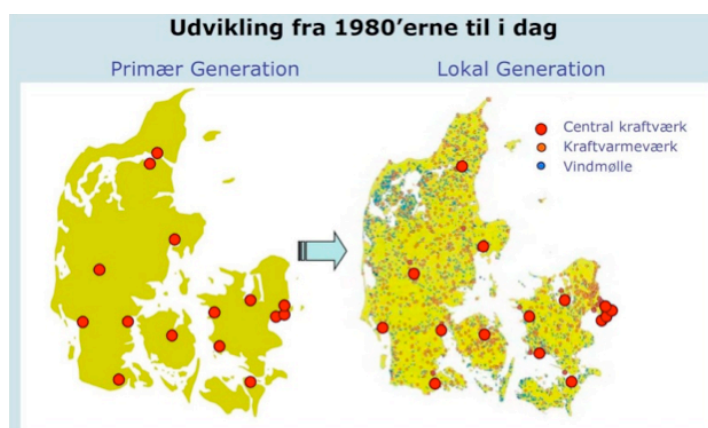 Udvikling fra 1980’erne til i dag
Primær Generation
Lokal Generation
Central kraftværk
Kraftvarmeværk
Vindmølle